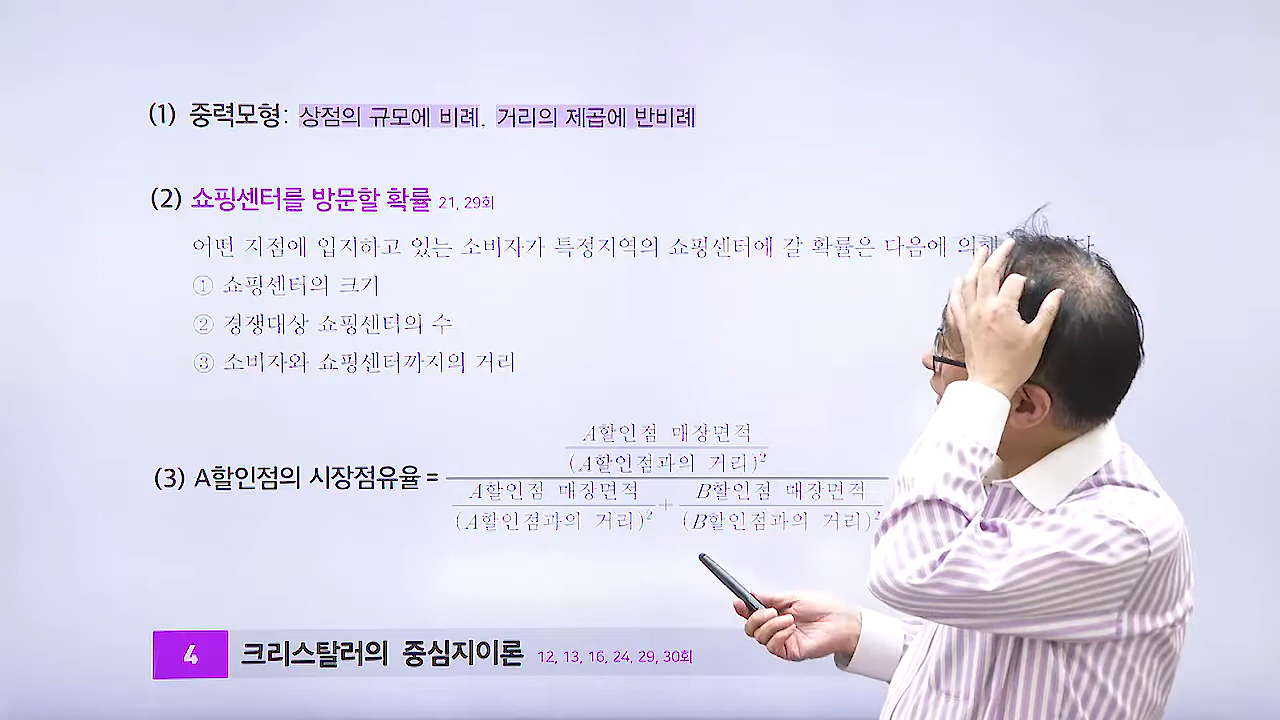 (1) 중력모형: 상점의 규모에 비례, 거리의 제곱에 반비례
(2) 쇼핑센터를 방문할 확률 21, 29회
어떤 지점에 입지하고 있는 소비자가 특정지역의 쇼핑센터에 갈 확률은 다음에 의해
① 쇼핑센터의 크기
② 경쟁대상 쇼핑센터의 수
③ 소비자와 쇼핑센터까지의 거리
A할인점 매장면적
(A할인점과의 거리)²
(3) A할인점의 시장점유율 =
A할인점 매장면적 + B할인점 매장면적
(A할인점과의 거리)² (B할인점과의 거리)²
4 크리스탈러의 중심지이론 12, 13, 16, 24, 29, 30회